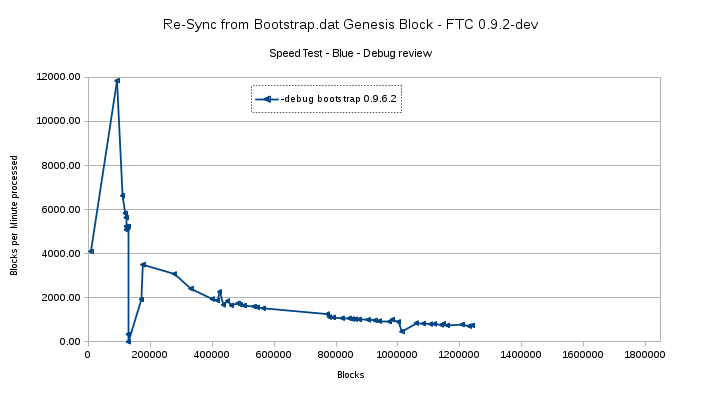 Re-Sync from Bootstrap.dat Genesis Block - FTC 0.9.2-dev
Speed Test - Blue - Debug review
-debug bootstrap 0.9.6.2
Blocks per Minute processed
12000.00
10000.00
8000.00
6000.00
4000.00
2000.00
0.00
0 200000 400000 600000 800000 1000000 1200000 1400000 1600000 1800000
Blocks